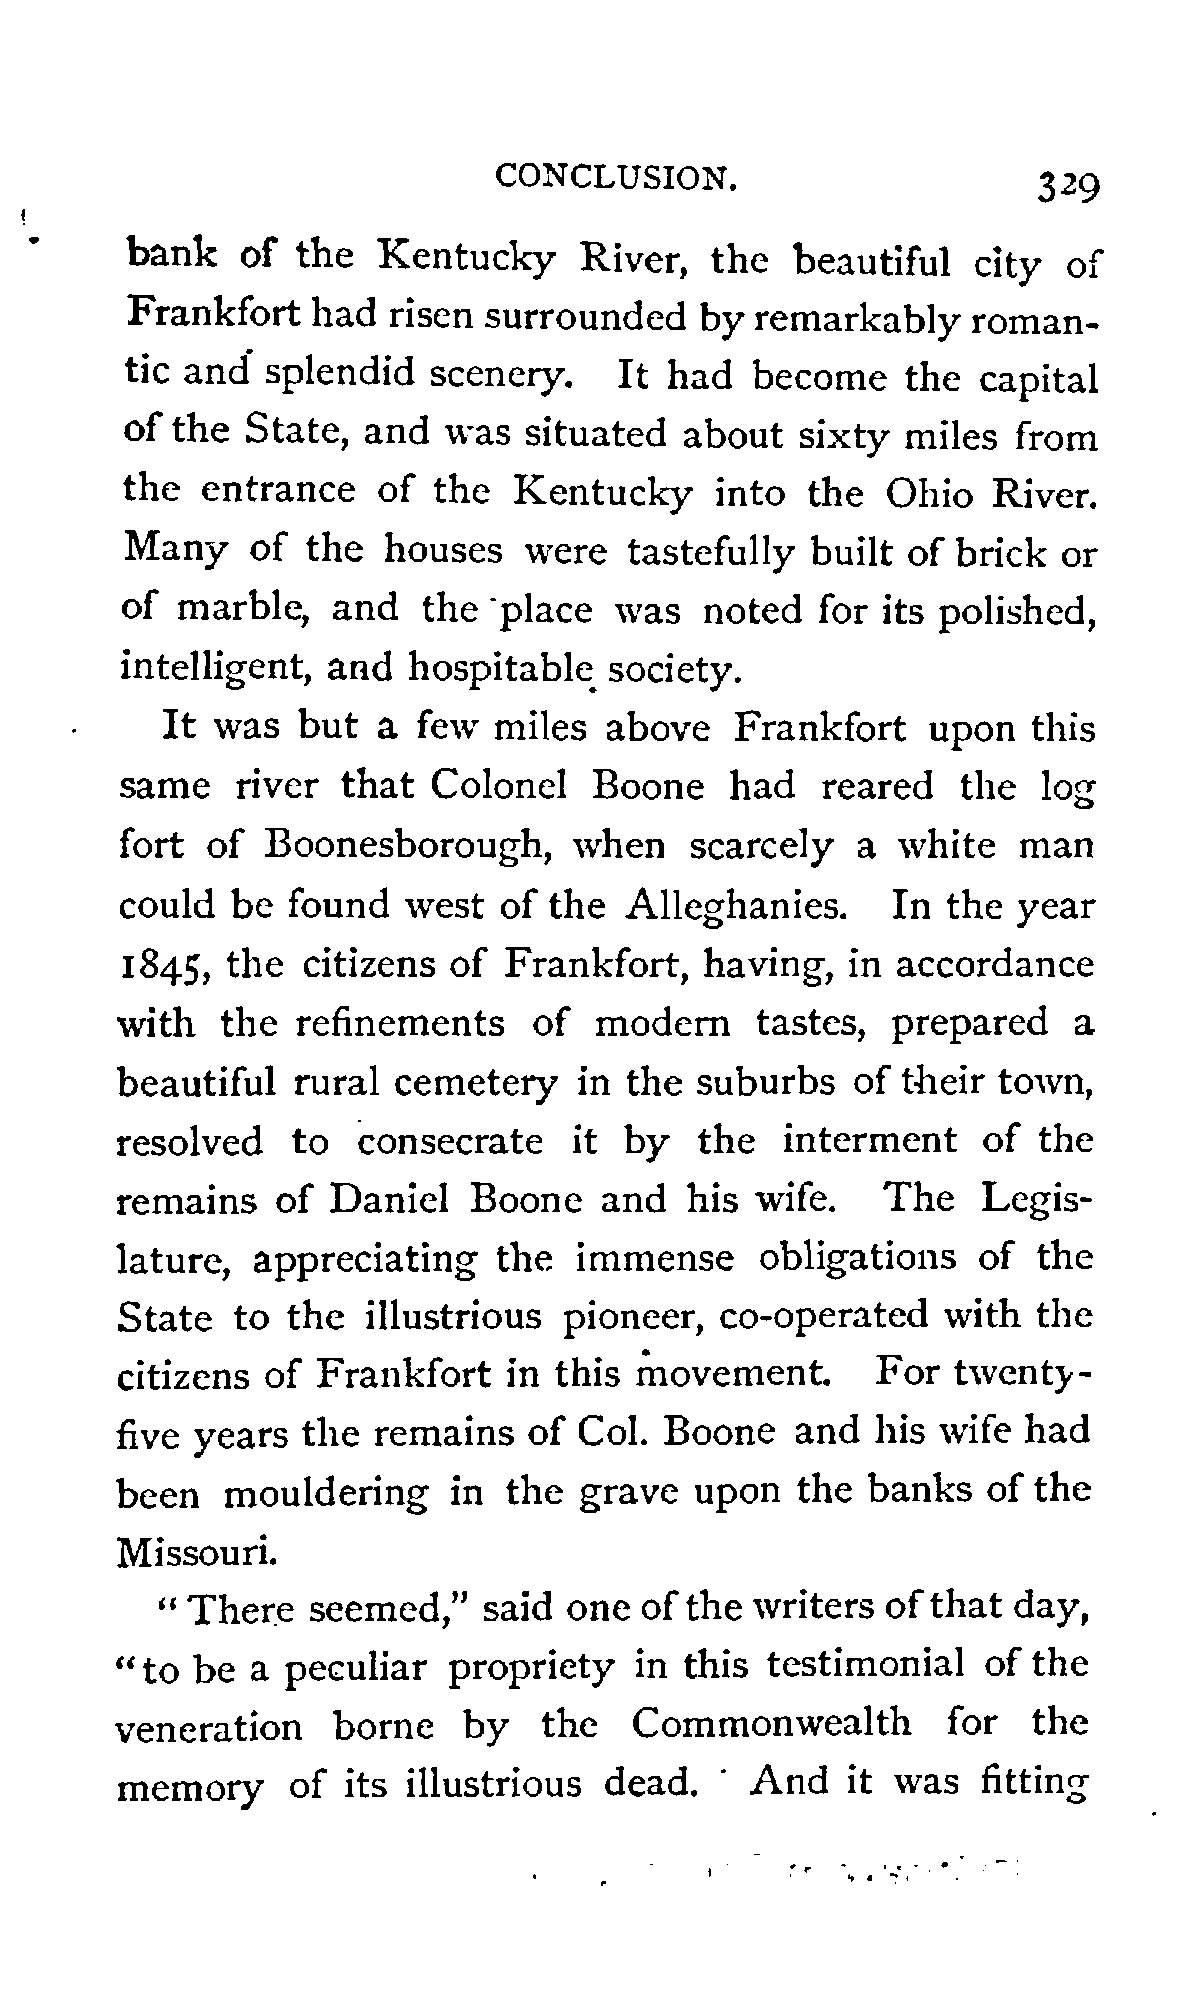 CONCLUSION. 329
bank of the Kentucky River, the beautiful city of
Frankfort had risen surrounded by remarkably roman-
tic and splendid scenery. It had become the capital
of the State, and was situated about sixty miles from
the entrance of the Kentucky into the Ohio River.
Many of the houses were tastefully built of brick or
of marble, and the place was noted for its polished,
intelligent, and hospitable society.
It was but a few miles above Frankfort upon this
same river that Colonel Boone had reared the log
fort of Boonesborough, when scarcely a white man
could be found west of the Alleghanies. In the year
1845, the citizens of Frankfort, having, in accordance
with the refinements of modern tastes, prepared a
beautiful rural cemetery in the suburbs of their town,
resolved to consecrate it by the interment of the
remains of Daniel Boone and his wife. The Legis-
lature, appreciating the immense obligations of the
State to the illustrious pioneer, co-operated with the
citizens of Frankfort in this movement. For twenty-
five years the remains of Col. Boone and his wife had
been mouldering in the grave upon the banks of the
Missouri.
"There seemed," said one of the writers of that day,
"to be a peculiar propriety in this testimonial of the
veneration borne by the Commonwealth for the
memory of its illustrious dead. And it was fitting